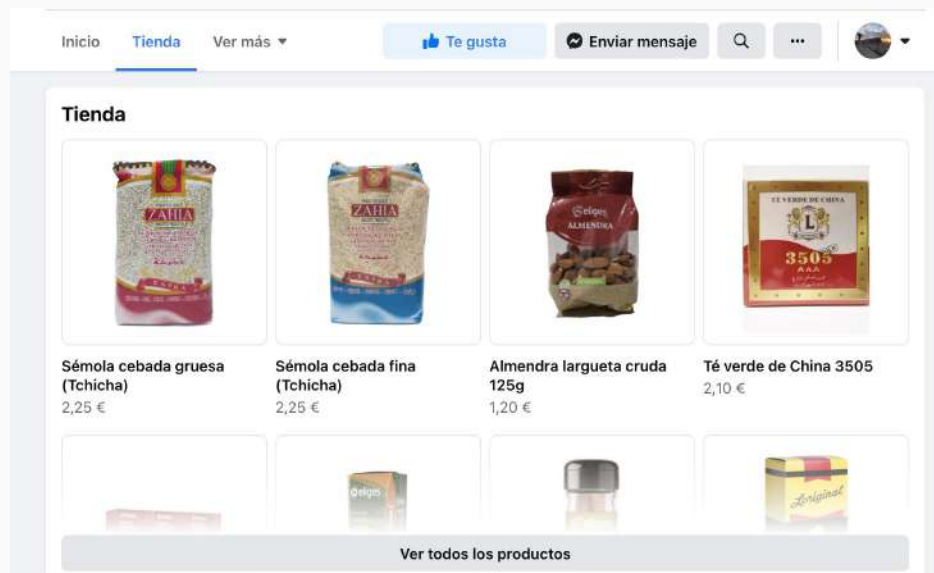 Inicio Tienda Ver más Te gusta Enviar mensaje
Tienda
ZAHIA
ZAHIA
eliges
ALMENDRA
TÉ VERDE DE CHINA
L
3505
AAA
Sémola cebada gruesa
(Tchicha)
2,25 €
Sémola cebada fina
(Tchicha)
2,25 €
Almendra largueta cruda
125g
1,20 €
Té verde de China 3505
2,10 €
eliges
L'original
Ver todos los productos